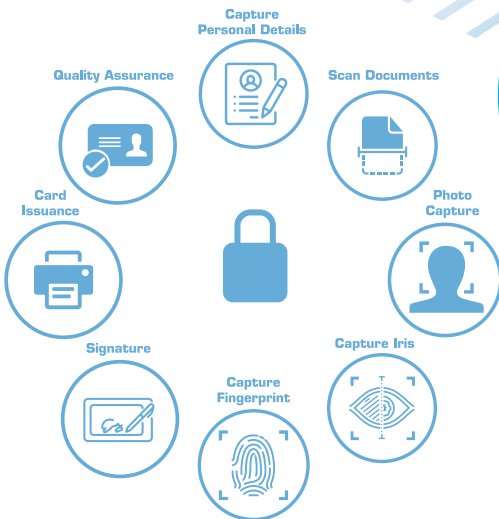 Capture
Personal Details
Quality Assurance
Scan Documents
Card
Issuance
Photo
Capture
Signature
Capture Iris
Capture
Fingerprint